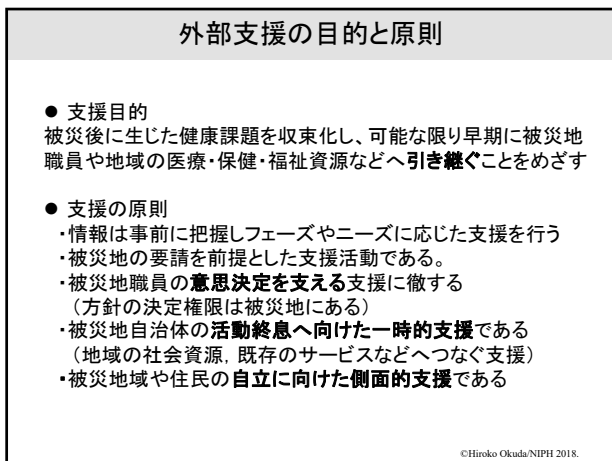 外部支援の目的と原則
● 支援目的
被災後に生じた健康課題を収束化し、可能な限り早期に被災地
職員や地域の医療・保健・福祉資源などへ引き継ぐことをめざす
● 支援の原則
・情報は事前に把握しフェーズやニーズに応じた支援を行う
・被災地の要請を前提とした支援活動である。
・被災地職員の意思決定を支える支援に徹する
（方針の決定権限は被災地にある）
・被災地自治体の活動終息へ向けた一時的支援である
（地域の社会資源，既存のサービスなどへつなぐ支援）
・被災地域や住民の自立に向けた側面的支援である
©Hiroko Okuda/NIPH 2018.